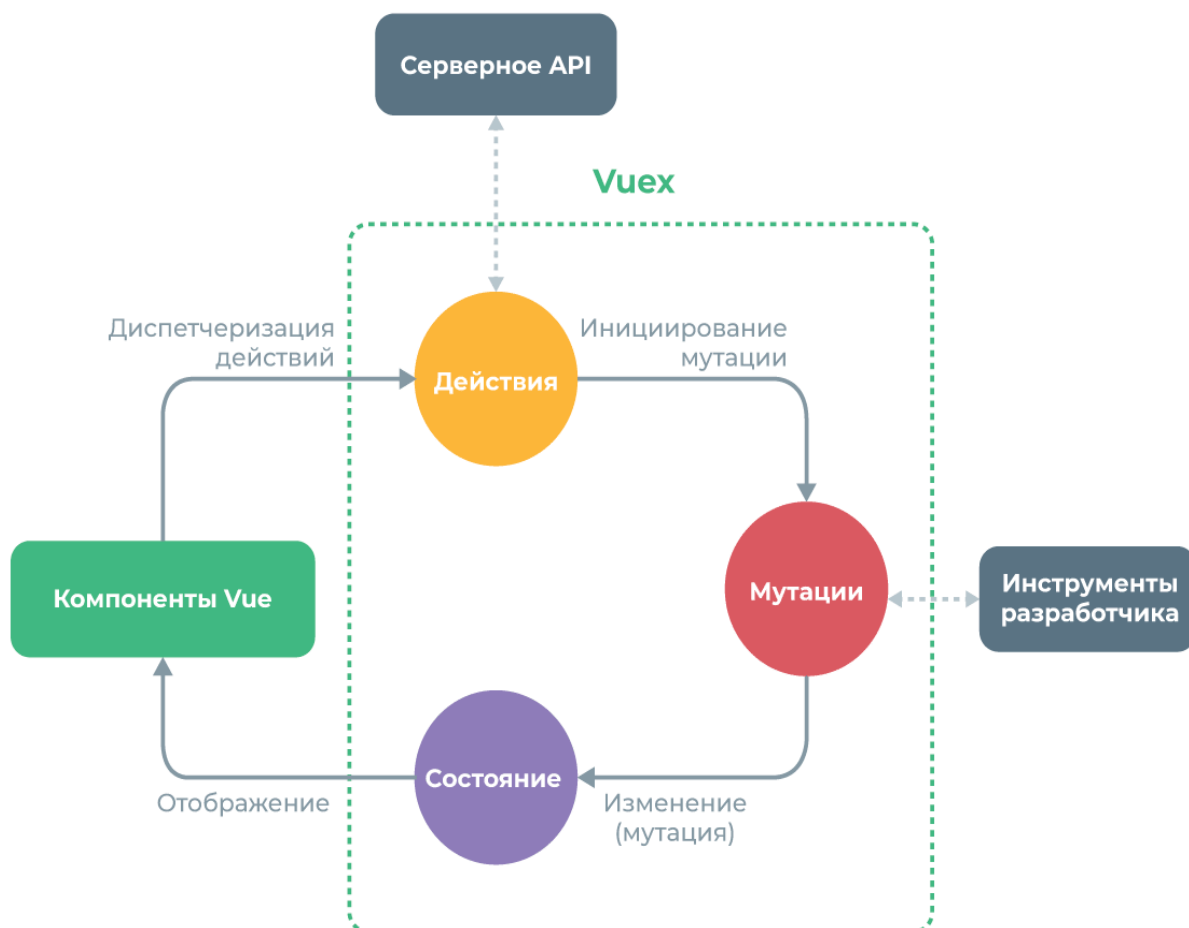 Серверное API
Vuex
Диспетчеризация
действий
Инициирование
мутации
Действия
Компоненты Vue
Мутации
Инструменты
разработчика
Состояние
Отображение
Изменение
(мутация)